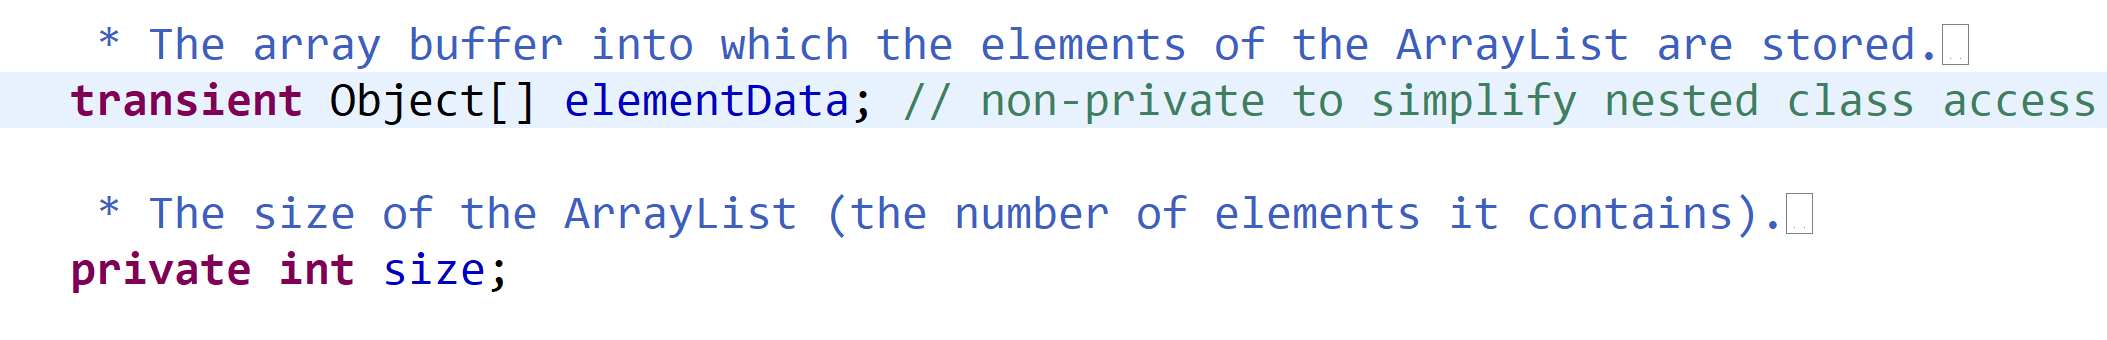 * The array buffer into which the elements of the ArrayList are stored.
transient Object[] elementData; // non-private to simplify nested class access
* The size of the ArrayList (the number of elements it contains).
private int size;